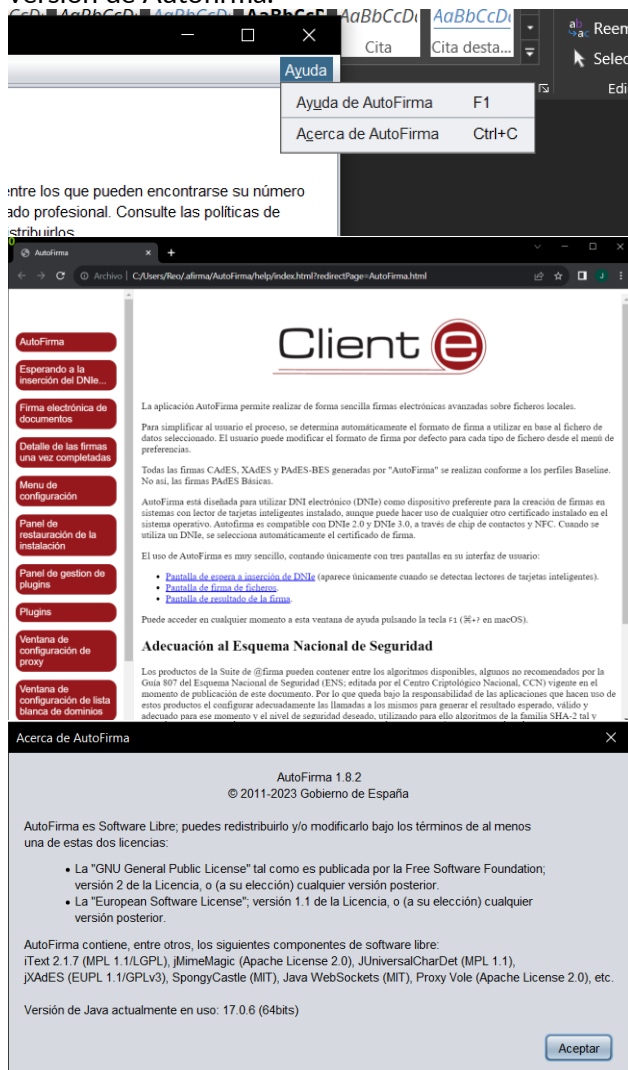 Versión de Autofirma.
AaBbCcDı AaBbCcDı
Cita Cita desta...
Reem
Selec
Edi
Ayuda
Ayuda de AutoFirma F1
Acerca de AutoFirma Ctrl+C
entre los que pueden encontrarse su número
ado profesional. Consulte las políticas de
stribuirlos
AutoFirma
Archivo | C:/Users/Reo/.afirma/AutoFirma/help/index.html?redirectPage=AutoFirma.html
J
Client e
AutoFirma
Esperando a la
inserción del DNIe...
Firma electrónica de
documentos
Detalle de las firmas
una vez completadas
Menu de
configuración
Panel de
restauración de la
instalación
Panel de gestion de
plugins
Plugins
Ventana de
configuración de
proxy
Ventana de
configuración de lista
blanca de dominios
La aplicación AutoFirma permite realizar de forma sencilla firmas electrónicas avanzadas sobre ficheros locales.
Para simplificar al usuario el proceso, se determina automáticamente el formato de firma a utilizar en base al fichero de
datos seleccionado. El usuario puede modificar el formato de firma por defecto para cada tipo de fichero desde el menú de
preferencias.
Todas las firmas CAdES, XAdES y PAdES-BES generadas por "AutoFirma" se realizan conforme a los perfiles Baseline.
No así, las firmas PAdES Básicas.
AutoFirma está diseñada para utilizar DNI electrónico (DNIe) como dispositivo preferente para la creación de firmas en
sistemas con lector de tarjetas inteligentes instalado, aunque puede hacer uso de cualquier otro certificado instalado en el
sistema operativo. Autofirma es compatible con DNIe 2.0 y DNIe 3.0, a través de chip de contactos y NFC. Cuando se
utiliza un DNIe, se selecciona automáticamente el certificado de firma.
El uso de AutoFirma es muy sencillo, contando únicamente con tres pantallas en su interfaz de usuario:
• Pantalla de espera a inserción de DNIe (aparece únicamente cuando se detectan lectores de tarjetas inteligentes).
• Pantalla de firma de ficheros.
• Pantalla de resultado de la firma.
Puede acceder en cualquier momento a esta ventana de ayuda pulsando la tecla F1 (⌘+? en macOS).
Adecuación al Esquema Nacional de Seguridad
Los productos de la Suite de @firma pueden contener entre los algoritmos disponibles, algunos no recomendados por la
Guía 807 del Esquema Nacional de Seguridad (ENS; editada por el Centro Criptológico Nacional, CCN) vigente en el
momento de publicación de este documento. Por lo que queda bajo la responsabilidad de las aplicaciones que hacen uso de
estos productos el configurar adecuadamente las llamadas a los mismos para generar el resultado esperado, válido y
adecuado para ese momento y el nivel de seguridad deseado, utilizando para ello algoritmos de la familia SHA-2 tal y
Acerca de AutoFirma
AutoFirma 1.8.2
© 2011-2023 Gobierno de España
AutoFirma es Software Libre; puedes redistribuirlo y/o modificarlo bajo los términos de al menos
una de estas dos licencias:
• La "GNU General Public License" tal como es publicada por la Free Software Foundation;
versión 2 de la Licencia, o (a su elección) cualquier versión posterior.
• La "European Software License"; versión 1.1 de la Licencia, o (a su elección) cualquier
versión posterior.
AutoFirma contiene, entre otros, los siguientes componentes de software libre:
iText 2.1.7 (MPL 1.1/LGPL), jMimeMagic (Apache License 2.0), JUniversalCharDet (MPL 1.1),
jXAdES (EUPL 1.1/GPLv3), SpongyCastle (MIT), Java WebSockets (MIT), Proxy Vole (Apache License 2.0), etc.
Versión de Java actualmente en uso: 17.0.6 (64bits)
Aceptar